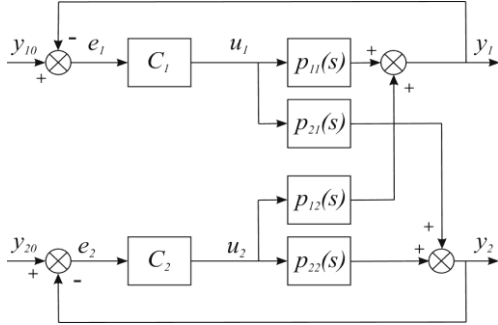 -
y10 e1 C1 u1 p11(s) + y1
+ +
p21(s)
p12(s)
y20 e2 u2 + y2
+ C2 p22(s) +
-